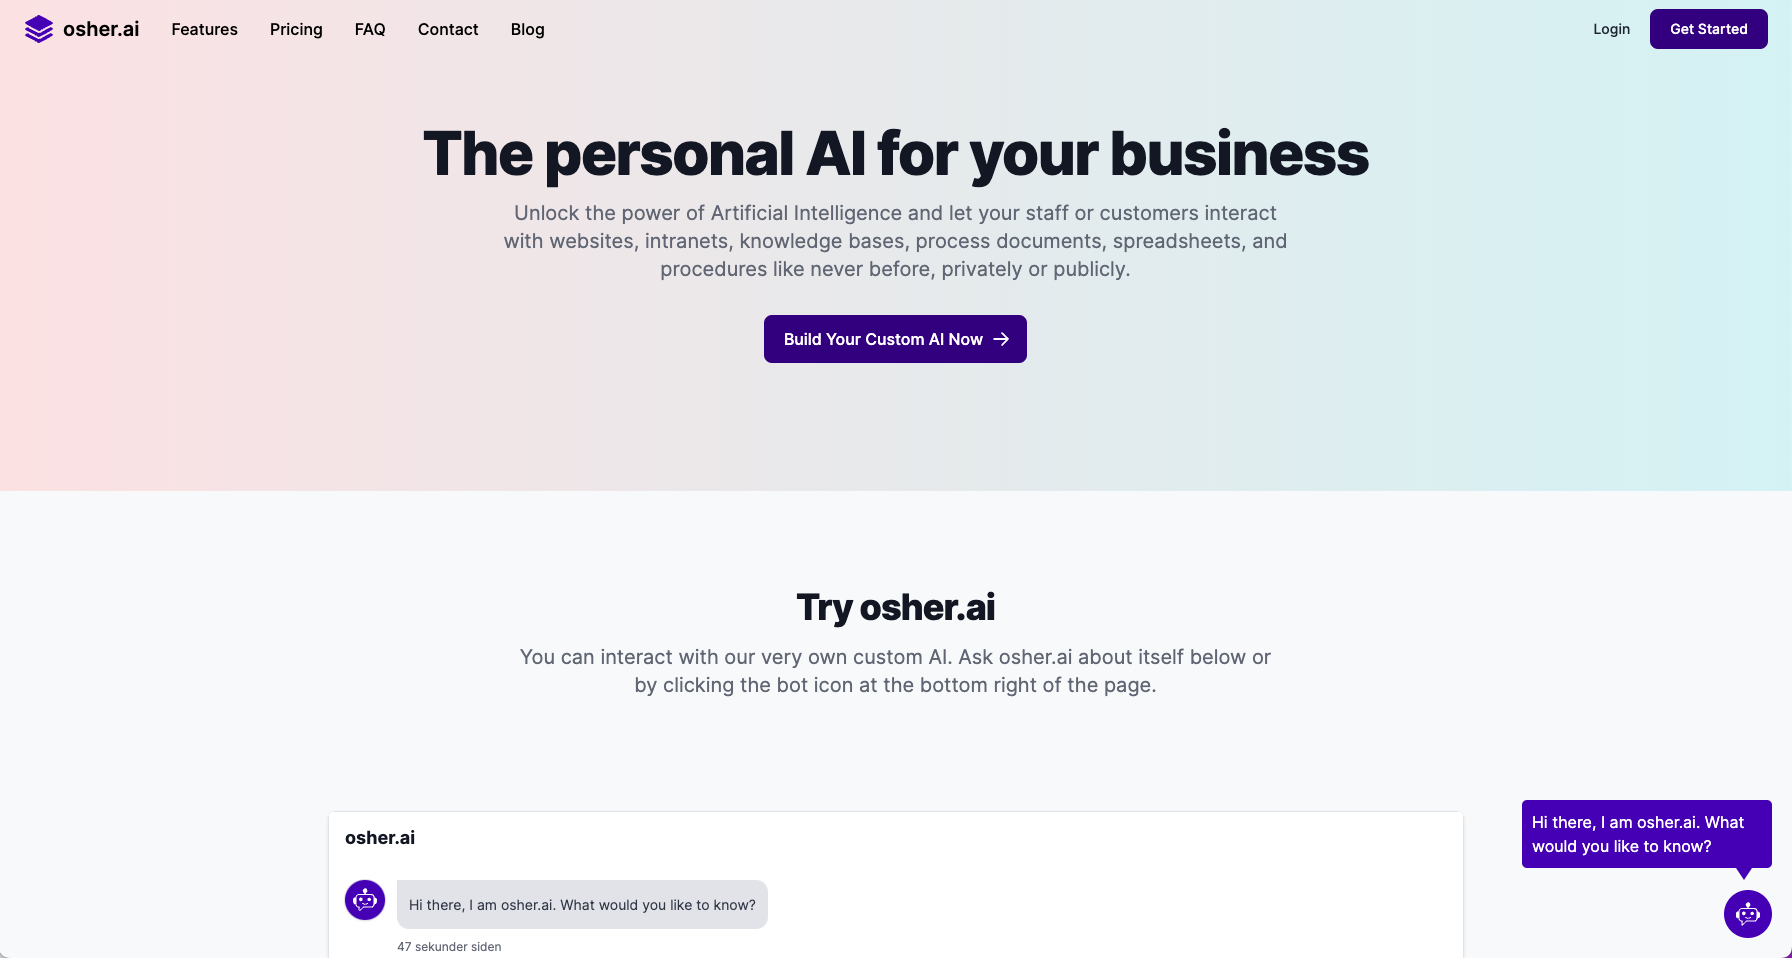 osher.ai Features Pricing FAQ Contact Blog Login Get Started
The personal AI for your business
Unlock the power of Artificial Intelligence and let your staff or customers interact
with websites, intranets, knowledge bases, process documents, spreadsheets, and
procedures like never before, privately or publicly.
Build Your Custom AI Now
Try osher.ai
You can interact with our very own custom AI. Ask osher.ai about itself below or
by clicking the bot icon at the bottom right of the page.
osher.ai
Hi there, I am osher.ai. What would you like to know?
47 sekunder siden
Hi there, I am osher.ai. What
would you like to know?